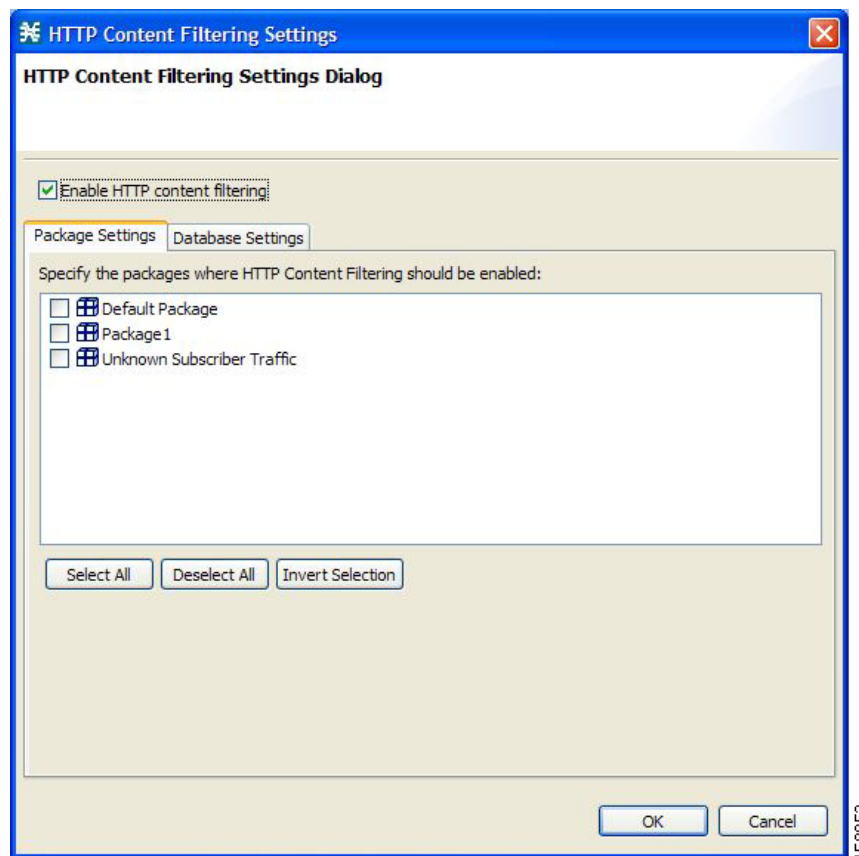 HTTP Content Filtering Settings
HTTP Content Filtering Settings Dialog
Enable HTTP content filtering
Package Settings Database Settings
Specify the packages where HTTP Content Filtering should be enabled:
Default Package
Package1
Unknown Subscriber Traffic
Select All Deselect All Invert Selection
OK Cancel